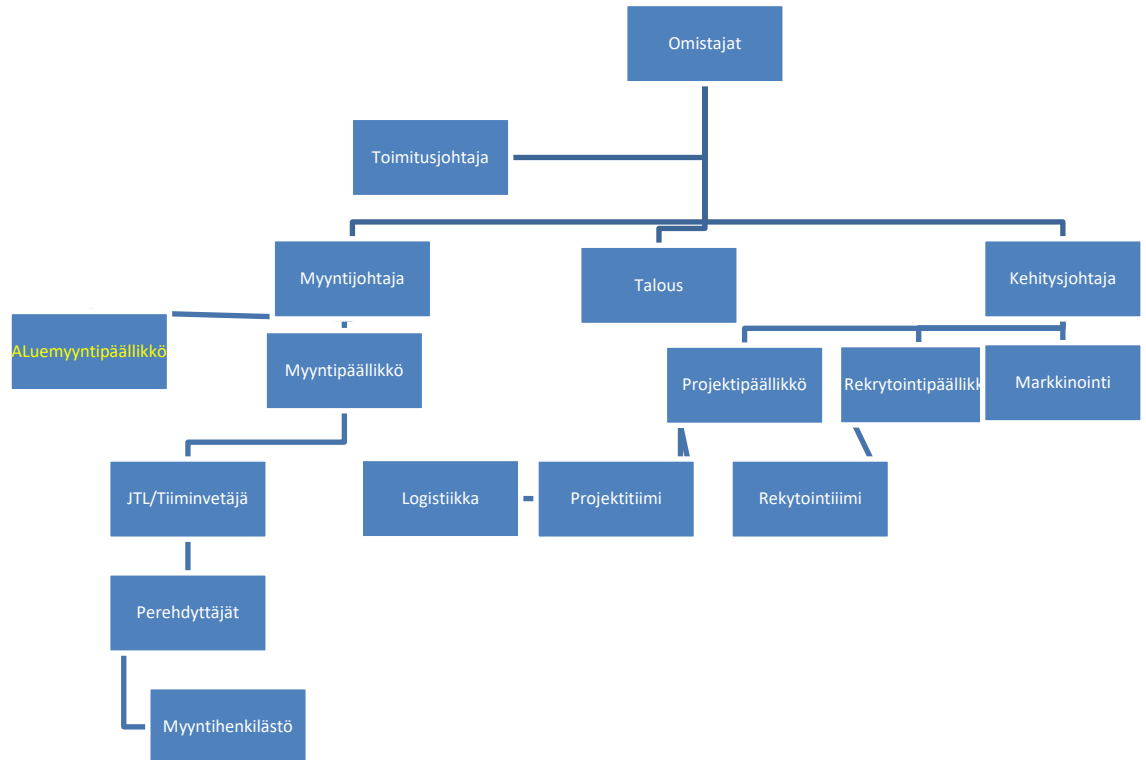 Omistajat
Toimitusjohtaja
Myyntijohtaja
Talous
Kehitysjohtaja
ALuemyyntipäällikkö
Myyntipäällikkö
Projektipäällikkö
Rekrytointipäällikk
Markkinointi
JTL/Tiiminvetäjä
Logistiikka
Projektitiimi
Rekytointiimi
Perehdyttäjät
Myyntihenkilästö